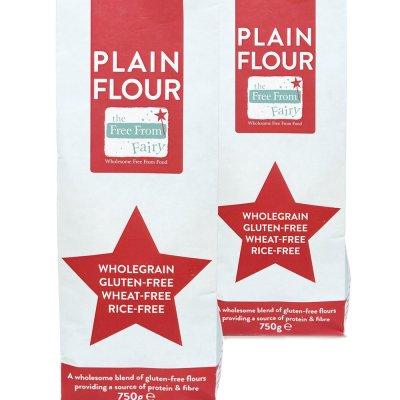 PLAIN
FLOUR
the
Free From
Fairy
Wholesome Free From Food
WHOLEGRAIN
GLUTEN-FREE
WHEAT-FREE
RICE-FREE
A wholesome blend of gluten-free flours
providing a source of protein & fibre
750g ℮
PLAIN
FLOUR
the
Free From
Fairy
Wholesome Free From Food
WHOLEGRAIN
GLUTEN-FREE
WHEAT-FREE
RICE-FREE
A wholesome blend of gluten-free flours
providing a source of protein & fibre
750g ℮